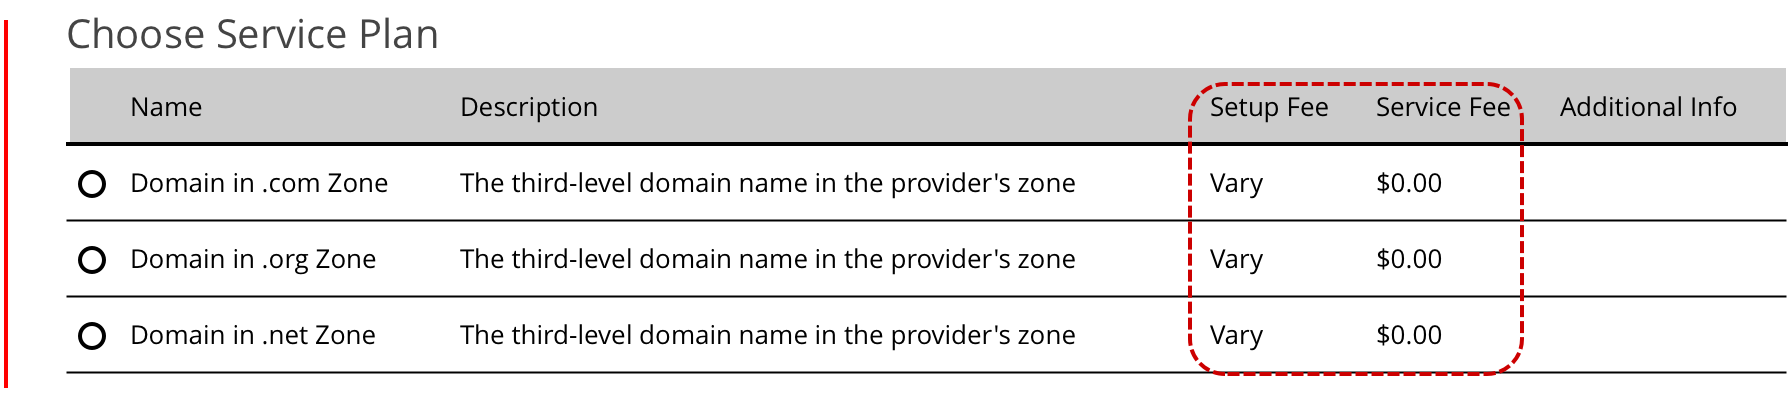 Choose Service Plan
Name Description Setup Fee Service Fee Additional Info
Domain in .com Zone The third-level domain name in the provider's zone Vary $0.00
Domain in .org Zone The third-level domain name in the provider's zone Vary $0.00
Domain in .net Zone The third-level domain name in the provider's zone Vary $0.00